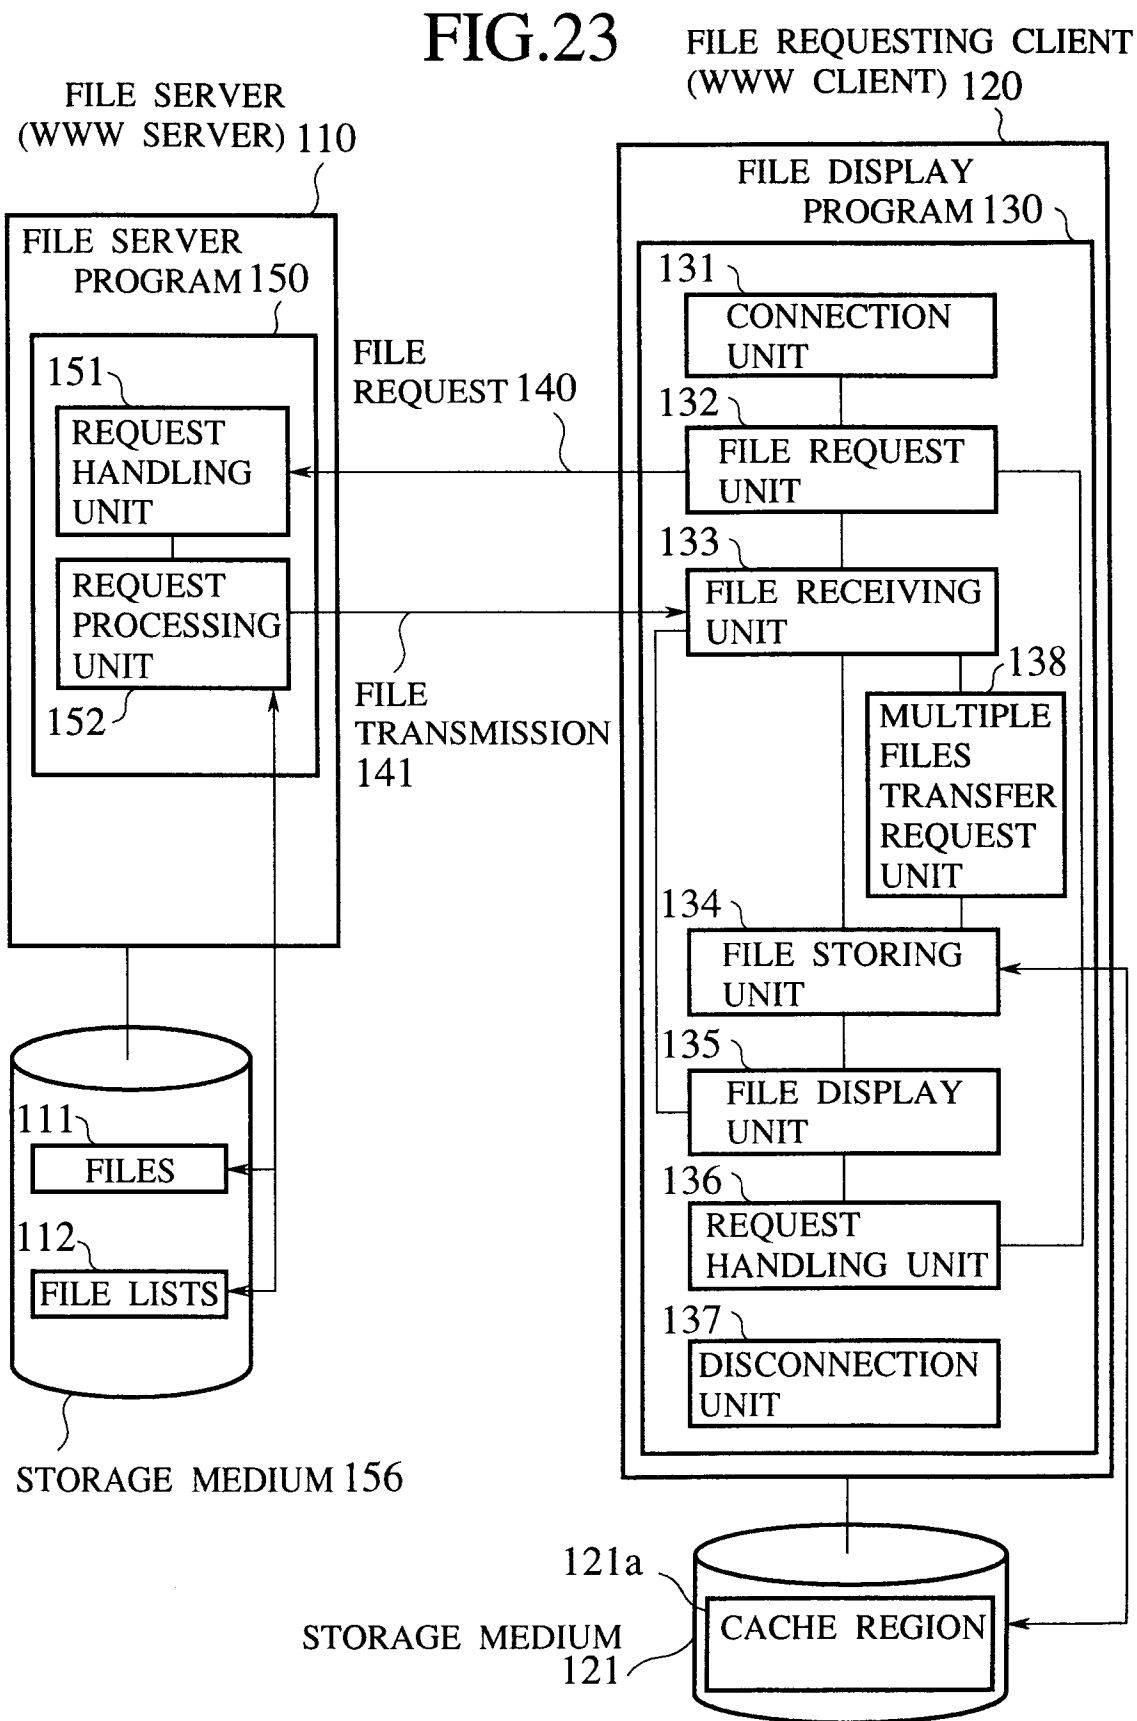 FIG.23
FILE REQUESTING CLIENT
(WWW CLIENT) 120
FILE SERVER
(WWW SERVER) 110
FILE DISPLAY
PROGRAM 130
FILE SERVER
PROGRAM 150
131
CONNECTION
UNIT
FILE
REQUEST 140
151
REQUEST
HANDLING
UNIT
132
FILE REQUEST
UNIT
133
FILE RECEIVING
UNIT
REQUEST
PROCESSING
UNIT
152
FILE
TRANSMISSION
141
138
MULTIPLE
FILES
TRANSFER
REQUEST
UNIT
134
FILE STORING
UNIT
135
FILE DISPLAY
UNIT
111
FILES
136
REQUEST
HANDLING UNIT
112
FILE LISTS
137
DISCONNECTION
UNIT
STORAGE MEDIUM 156
121a
CACHE REGION
STORAGE MEDIUM
121